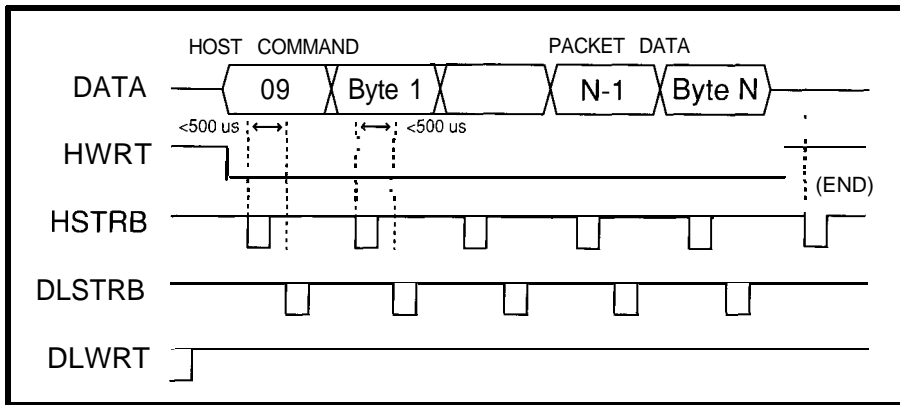 HOST COMMAND PACKET DATA
DATA 09 Byte 1 N-1 Byte N
<500 us <500 us
HWRT
(END)
HSTRB
DLSTRB
DLWRT